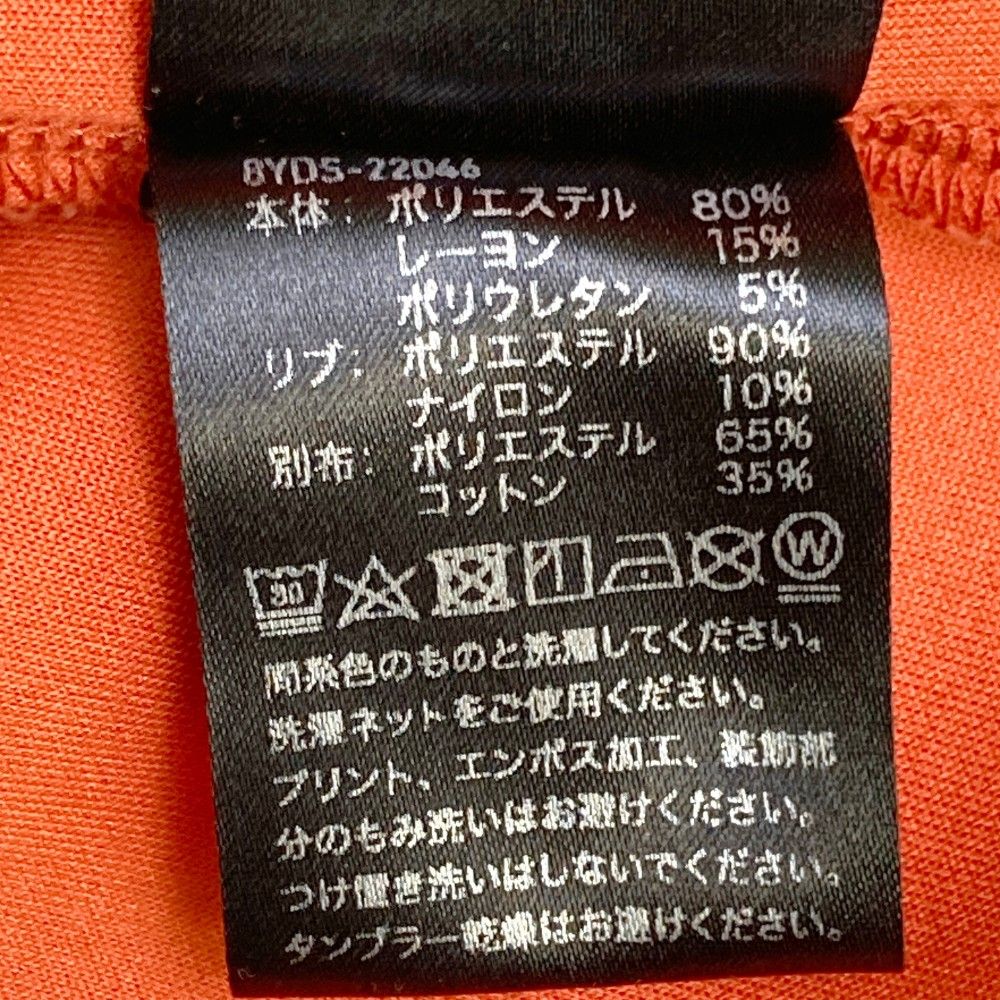 BYDS-22046
本体: ポリエステル 80%
レーヨン 15%
ポリウレタン 5%
リブ: ポリエステル 90%
ナイロン 10%
別布: ポリエステル 65%
コットン 35%
30 W
同系色のものと洗濯してください。
洗濯ネットをご使用ください。
プリント、エンボス加工、装飾部
分のもみ洗いはお避けください。
つけ置き洗いはしないでください。
タンブラー乾燥はお避けください。